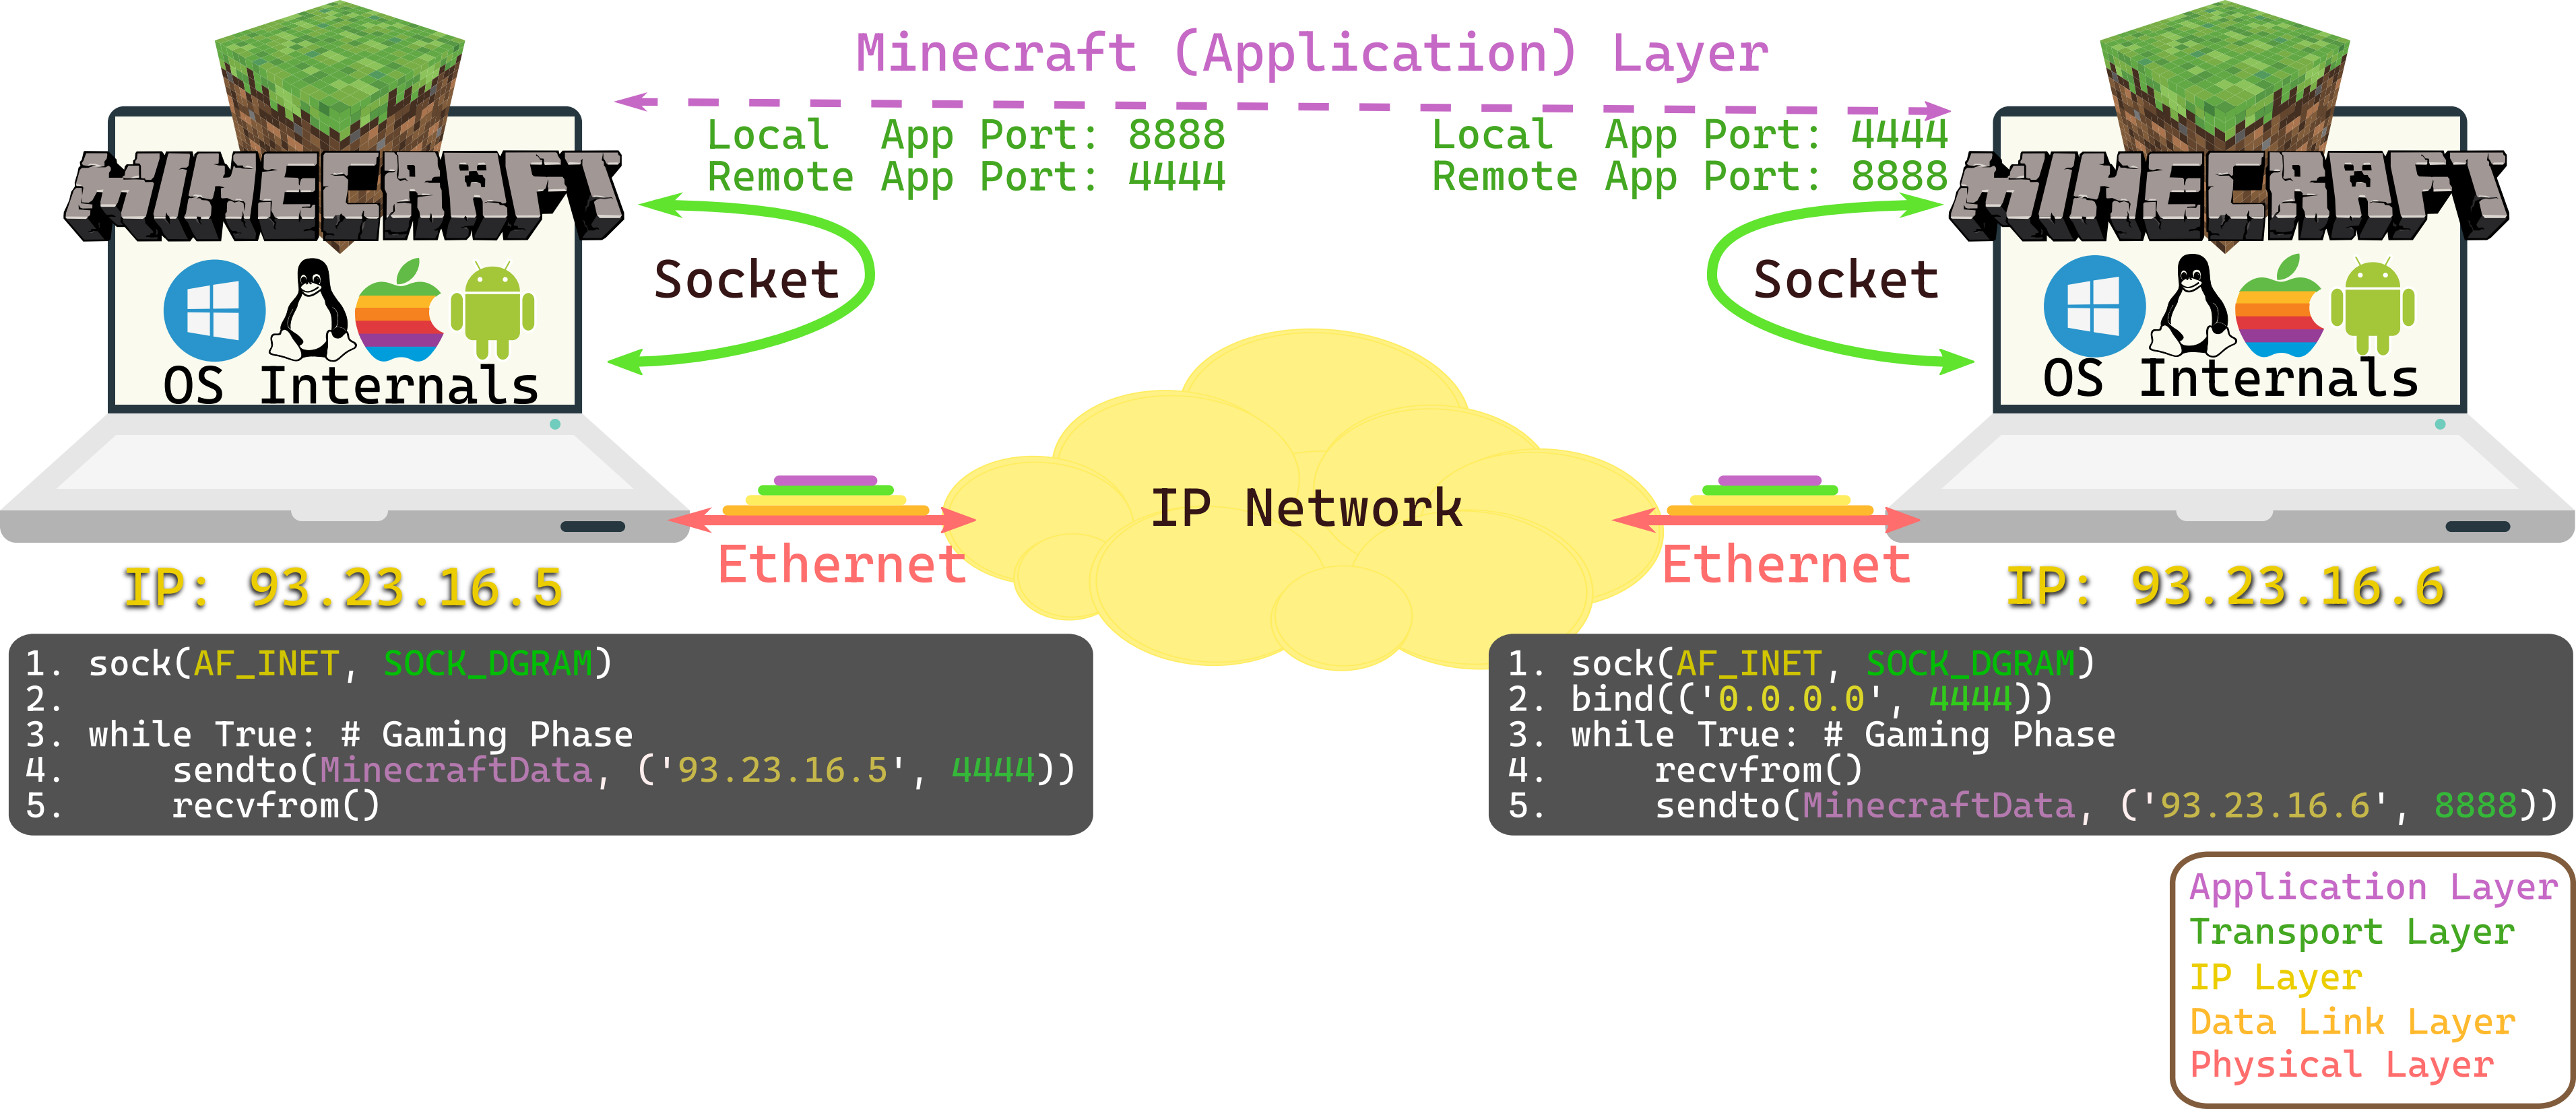 Minecraft (Application) Layer
Local  App Port: 8888
Remote App Port: 4444
Local  App Port: 4444
Remote App Port: 8888
MINECRAFT
MINECRAFT
Socket
Socket
OS Internals
OS Internals
IP Network
Ethernet
Ethernet
IP: 93.23.16.5
IP: 93.23.16.6
1. sock(AF_INET, SOCK_DGRAM)
2.
3. while True: # Gaming Phase
4.     sendto(MinecraftData, ('93.23.16.5', 4444))
5.     recvfrom()
1. sock(AF_INET, SOCK_DGRAM)
2. bind(('0.0.0.0', 4444))
3. while True: # Gaming Phase
4.     recvfrom()
5.     sendto(MinecraftData, ('93.23.16.6', 8888))
Application Layer
Transport Layer
IP Layer
Data Link Layer
Physical Layer